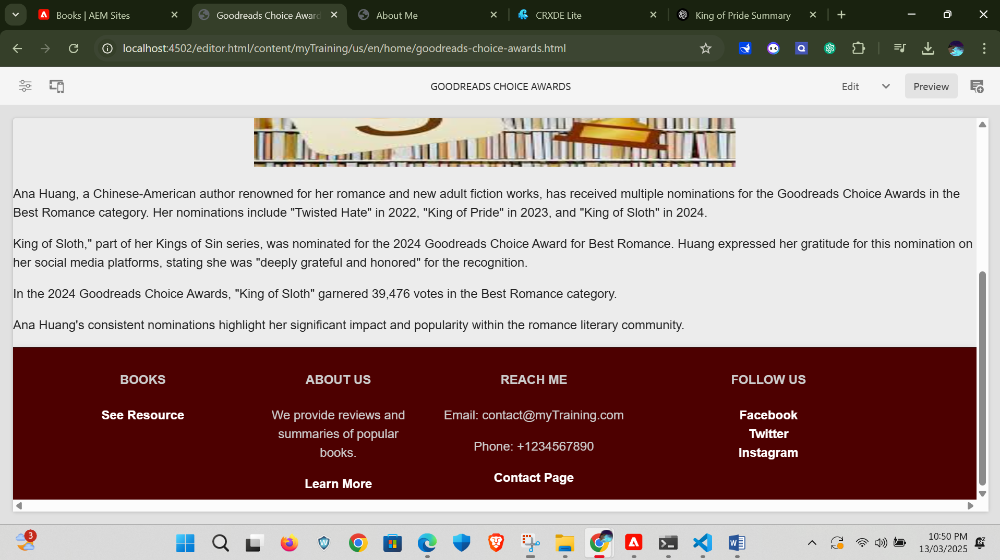 Books | AEM Sites
Goodreads Choice Award
About Me
CRXDE Lite
King of Pride Summary
localhost:4502/editor.html/content/myTraining/us/en/home/goodreads-choice-awards.html
GOODREADS CHOICE AWARDS
Edit
Preview
Ana Huang, a Chinese-American author renowned for her romance and new adult fiction works, has received multiple nominations for the Goodreads Choice Awards in the
Best Romance category. Her nominations include "Twisted Hate" in 2022, "King of Pride" in 2023, and "King of Sloth" in 2024.
King of Sloth," part of her Kings of Sin series, was nominated for the 2024 Goodreads Choice Award for Best Romance. Huang expressed her gratitude for this nomination on
her social media platforms, stating she was "deeply grateful and honored" for the recognition.
In the 2024 Goodreads Choice Awards, "King of Sloth" garnered 39,476 votes in the Best Romance category.
Ana Huang's consistent nominations highlight her significant impact and popularity within the romance literary community.
BOOKS
See Resource
ABOUT US
We provide reviews and
summaries of popular
books.
Learn More
REACH ME
Email: contact@myTraining.com
Phone: +1234567890
Contact Page
FOLLOW US
Facebook
Twitter
Instagram
3
10:50 PM
13/03/2025